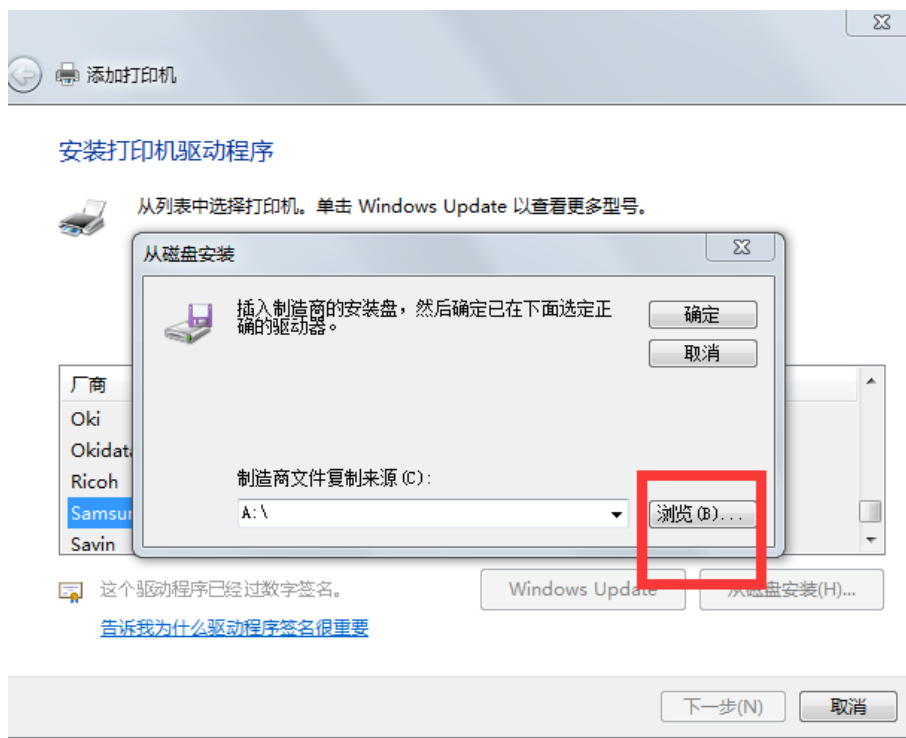 添加打印机
安装打印机驱动程序
从列表中选择打印机。单击 Windows Update 以查看更多型号。
从磁盘安装
插入制造商的安装盘，然后确定已在下面选定正
确的驱动器。
确定
取消
厂商
Oki
Okidata
Ricoh
Samsu
Savin
制造商文件复制来源(C):
A:\
浏览(B)...
这个驱动程序已经过数字签名。
Windows Update
从磁盘安装(H)...
告诉我为什么驱动程序签名很重要
下一步(N)
取消